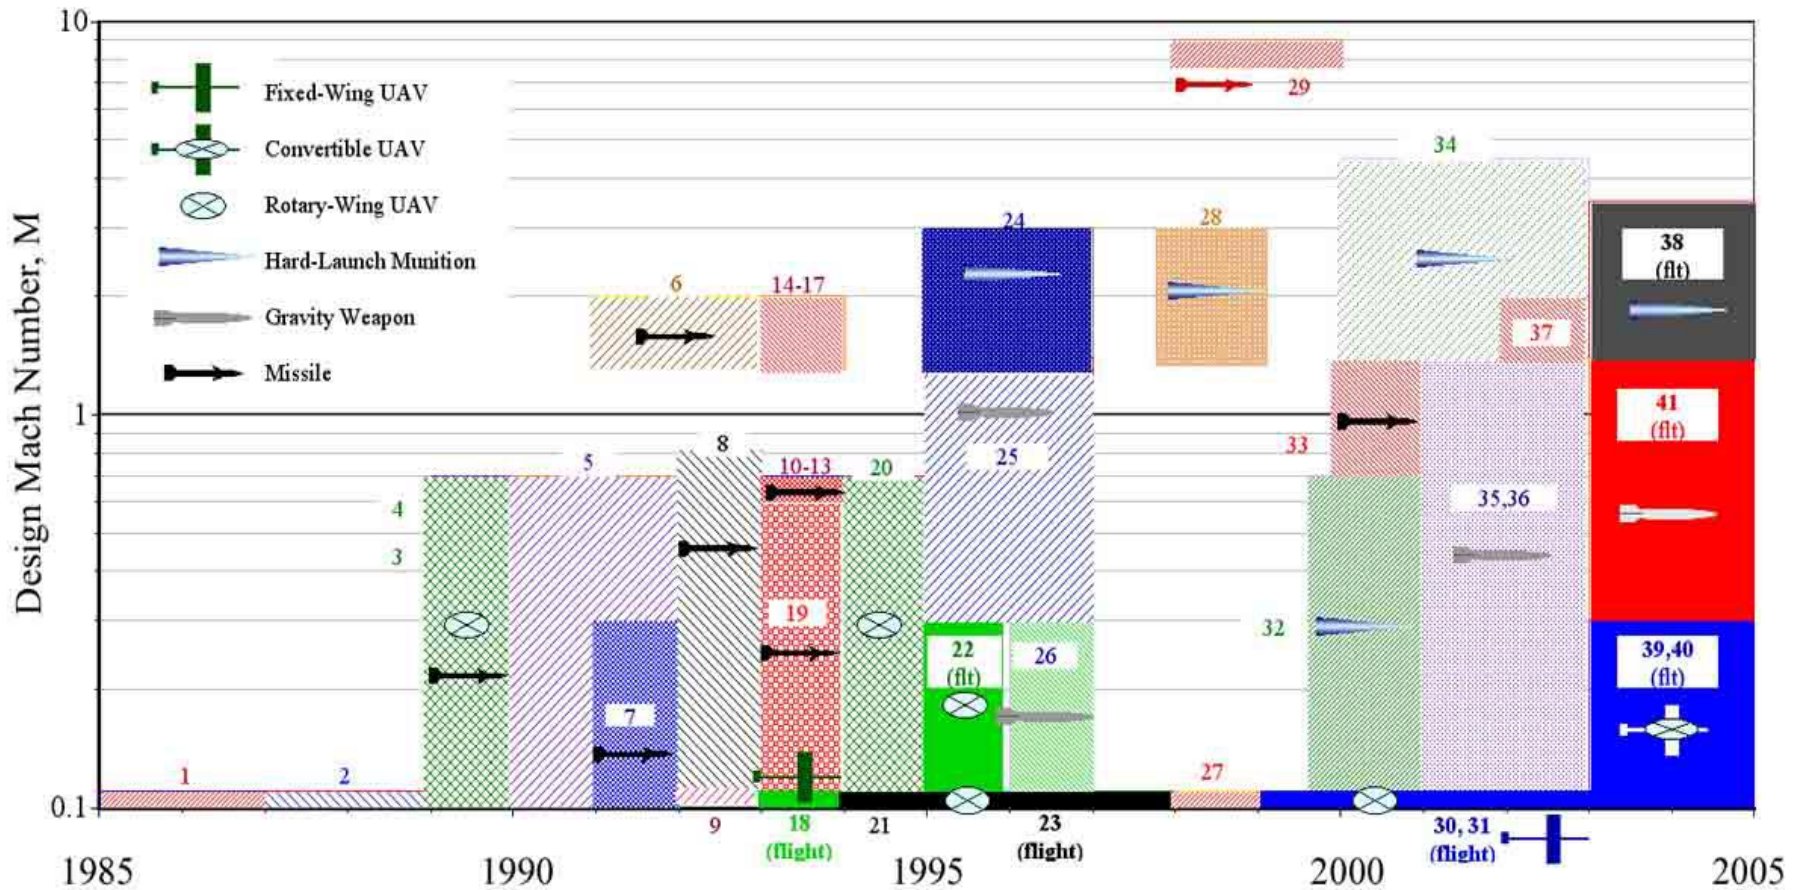 10
29
Fixed-Wing UAV
34
Convertible UAV
Rotary-Wing UAV
24
28
38
(flt)
Hard-Launch Munition
6
14-17
Gravity Weapon
37
Missile
Design Mach Number, M
1
41
(flt)
8
33
5
10-13
20
25
35,36
4
3
19
32
22
(flt)
26
39,40
(flt)
7
1
2
27
0.1
9
18
(flight)
21
23
(flight)
30, 31
(flight)
1985
1990
1995
2000
2005